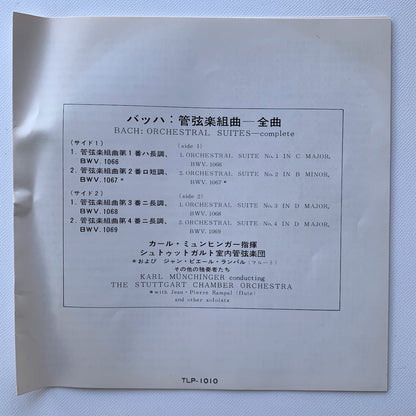 バッハ：管弦楽組曲—全曲
BACH: ORCHESTRAL SUITES—complete
(サイド1)
1. 管弦楽組曲第1番ハ長調、
BWV. 1066
2. 管弦楽組曲第2番ロ短調、
BWV. 1067*
(サイド2)
1. 管弦楽組曲第3番ニ長調、
BWV. 1068
2. 管弦楽組曲第4番ニ長調、
BWV. 1069
(side 1)
1. ORCHESTRAL SUITE No. 1 IN C MAJOR,
BWV. 1066
2. ORCHESTRAL SUITE No. 2 IN B MINOR,
BWV. 1067*
(side 2)
1. ORCHESTRAL SUITE No. 3 IN D MAJOR,
BWV. 1068
2. ORCHESTRAL SUITE No. 4 IN D MAJOR,
BWV. 1069
カール・ミュンヒンガー指揮
シュトゥットガルト室内管弦楽団
*および ジャン・ピエール・ランパル(フルート)
その他の独奏者たち
KARL MÜNCHINGER conducting
THE STUTTGART CHAMBER ORCHESTRA
*with Jean-Pierre Rampal (flute)
and other soloists
TLP-1010